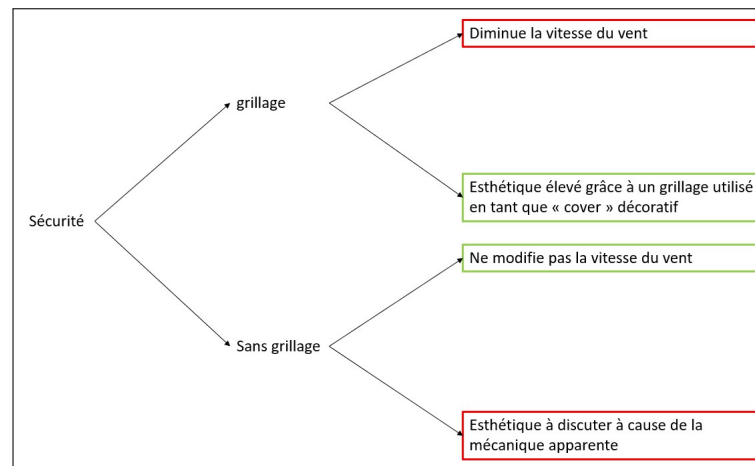 Diminue la vitesse du vent
grillage
Esthétique élevé grâce à un grillage utilisé
en tant que « cover » décoratif
Sécurité
Ne modifie pas la vitesse du vent
Sans grillage
Esthétique à discuter à cause de la
mécanique apparente